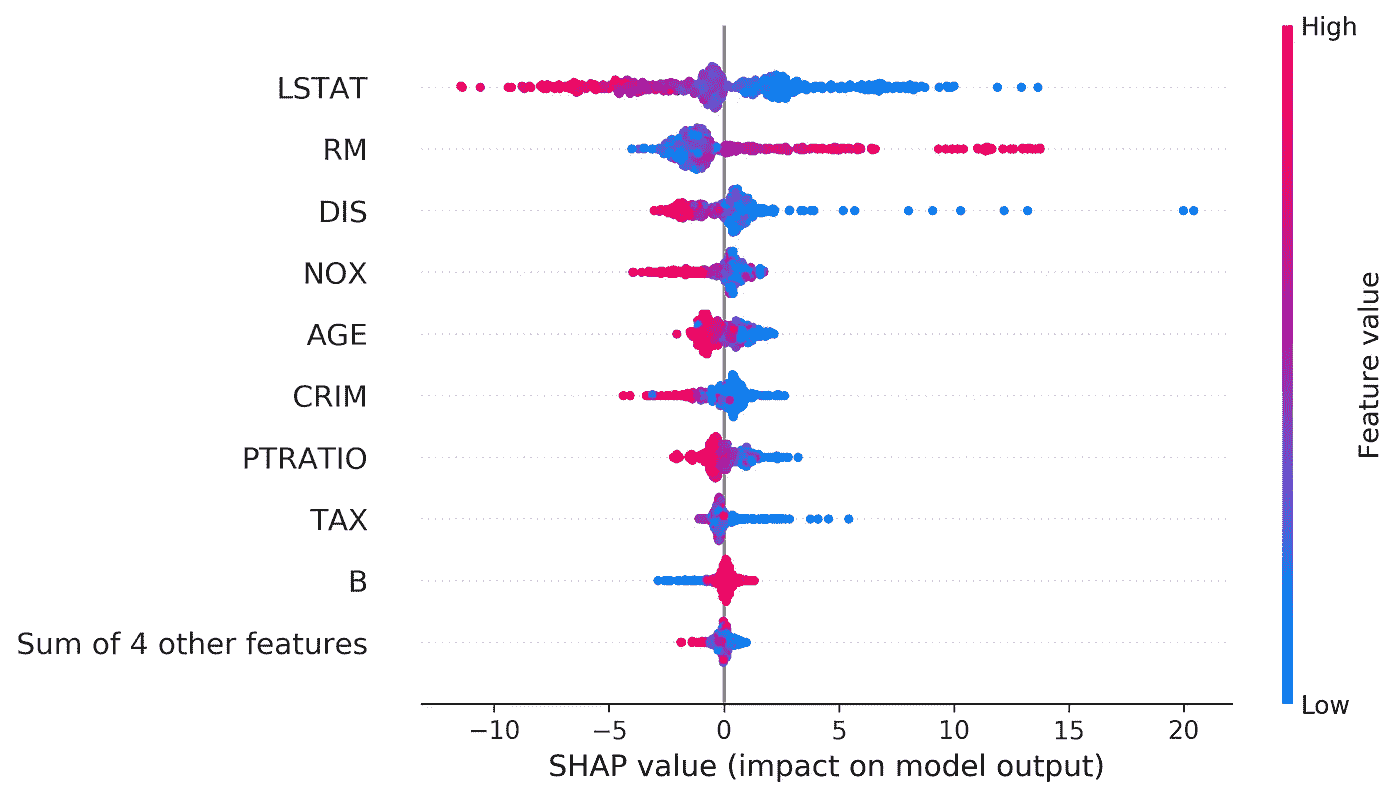 High
LSTAT
RM
DIS
NOX
AGE
CRIM
PTRATIO
TAX
B
Sum of 4 other features
Feature value
Low
−10 −5 0 5 10 15 20
SHAP value (impact on model output)